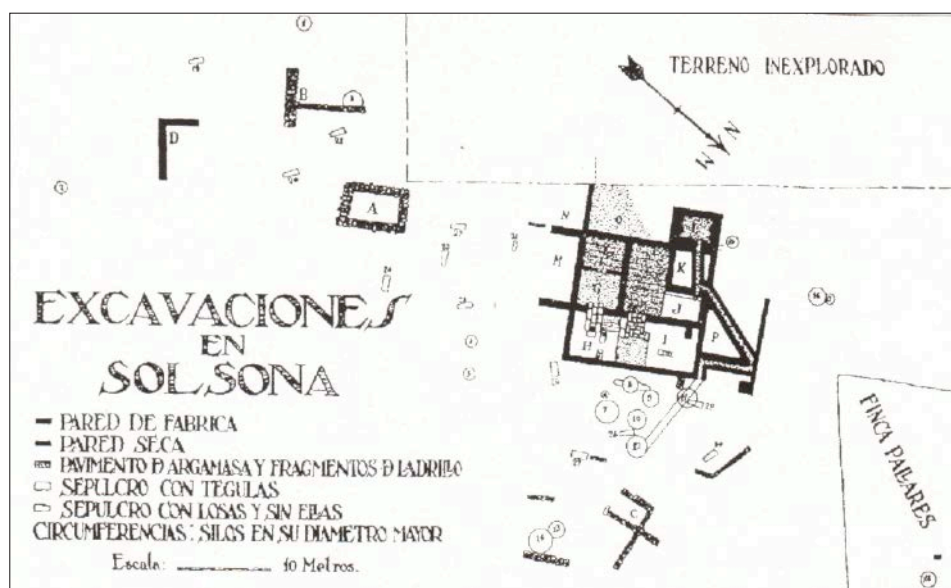 TERRENO INEXPLORADO
W N
B
D
A
N
O
M
K
J
G
H
I
P
C
EXCAVACIONES
EN
SOLSONA
PARED DE FABRICA
PARED SECA
PAVIMENTO D ARGAMASA Y FRAGMENTOS D LADRILLO
SEPULCRO CON TEGULAS
SEPULCRO CON LOSAS Y SIN ELLAS
CIRCUMFERENCIAS: SILOS EN SU DIAMETRO MAYOR
Escala: 10 Metros.
FINCA PALLARES